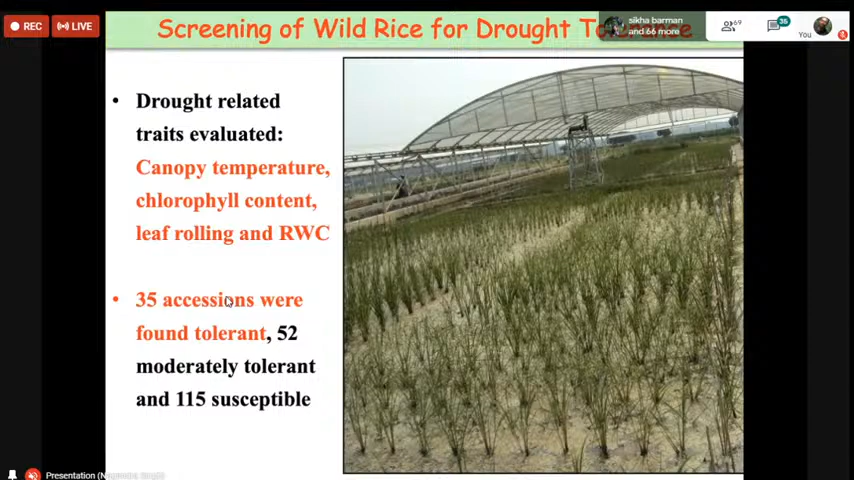 REC
LIVE
Screening of Wild Rice for Drought
sikha barman
and 66 more
69
35
You
• Drought related
traits evaluated:
Canopy temperature,
chlorophyll content,
leaf rolling and RWC
• 35 accessions were
found tolerant, 52
moderately tolerant
and 115 susceptible
Presentation